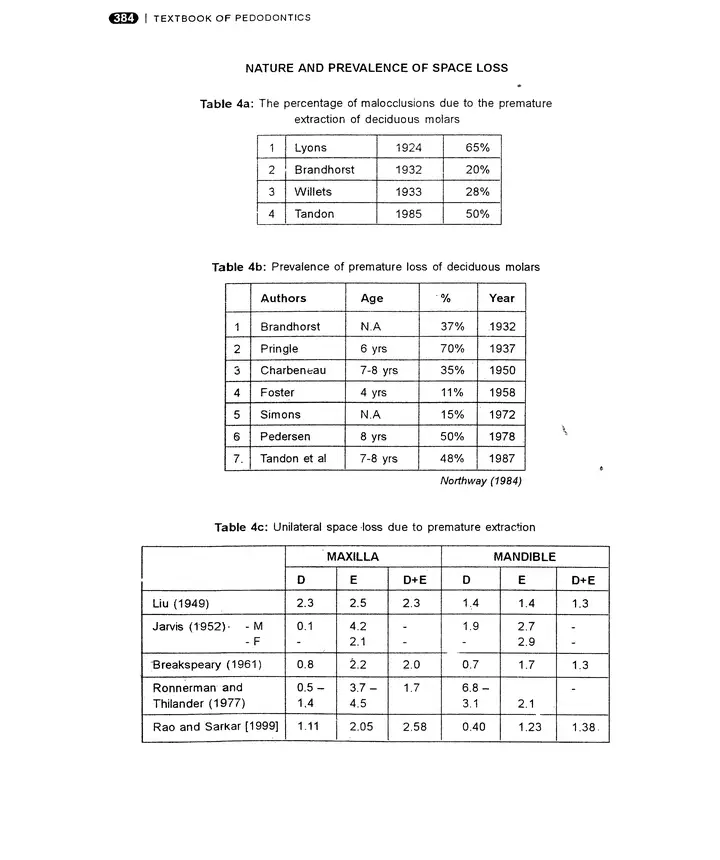 384 | TEXTBOOK OF PEDODONTICS
NATURE AND PREVALENCE OF SPACE LOSS
Table 4a: The percentage of malocclusions due to the premature
extraction of deciduous molars
1 Lyons 1924 65%
2 Brandhorst 1932 20%
3 Willets 1933 28%
4 Tandon 1985 50%
Table 4b: Prevalence of premature loss of deciduous molars
Authors Age % Year
1 Brandhorst N.A 37% 1932
2 Pringle 6 yrs 70% 1937
3 Charbeneau 7-8 yrs 35% 1950
4 Foster 4 yrs 11% 1958
5 Simons N.A 15% 1972
6 Pedersen 8 yrs 50% 1978
7. Tandon et al 7-8 yrs 48% 1987
Northway (1984)
Table 4c: Unilateral space loss due to premature extraction
MAXILLA MANDIBLE
D E D+E D E D+E
Liu (1949) 2.3 2.5 2.3 1.4 1.4 1.3
Jarvis (1952) - M 0.1 4.2 - 1.9 2.7 -
- F - 2.1 - - 2.9 -
Breakspeary (1961) 0.8 2.2 2.0 0.7 1.7 1.3
Ronnerman and 0.5 – 3.7 – 1.7 6.8 – -
Thilander (1977) 1.4 4.5 3.1 2.1
Rao and Sarkar [1999] 1.11 2.05 2.58 0.40 1.23 1.38